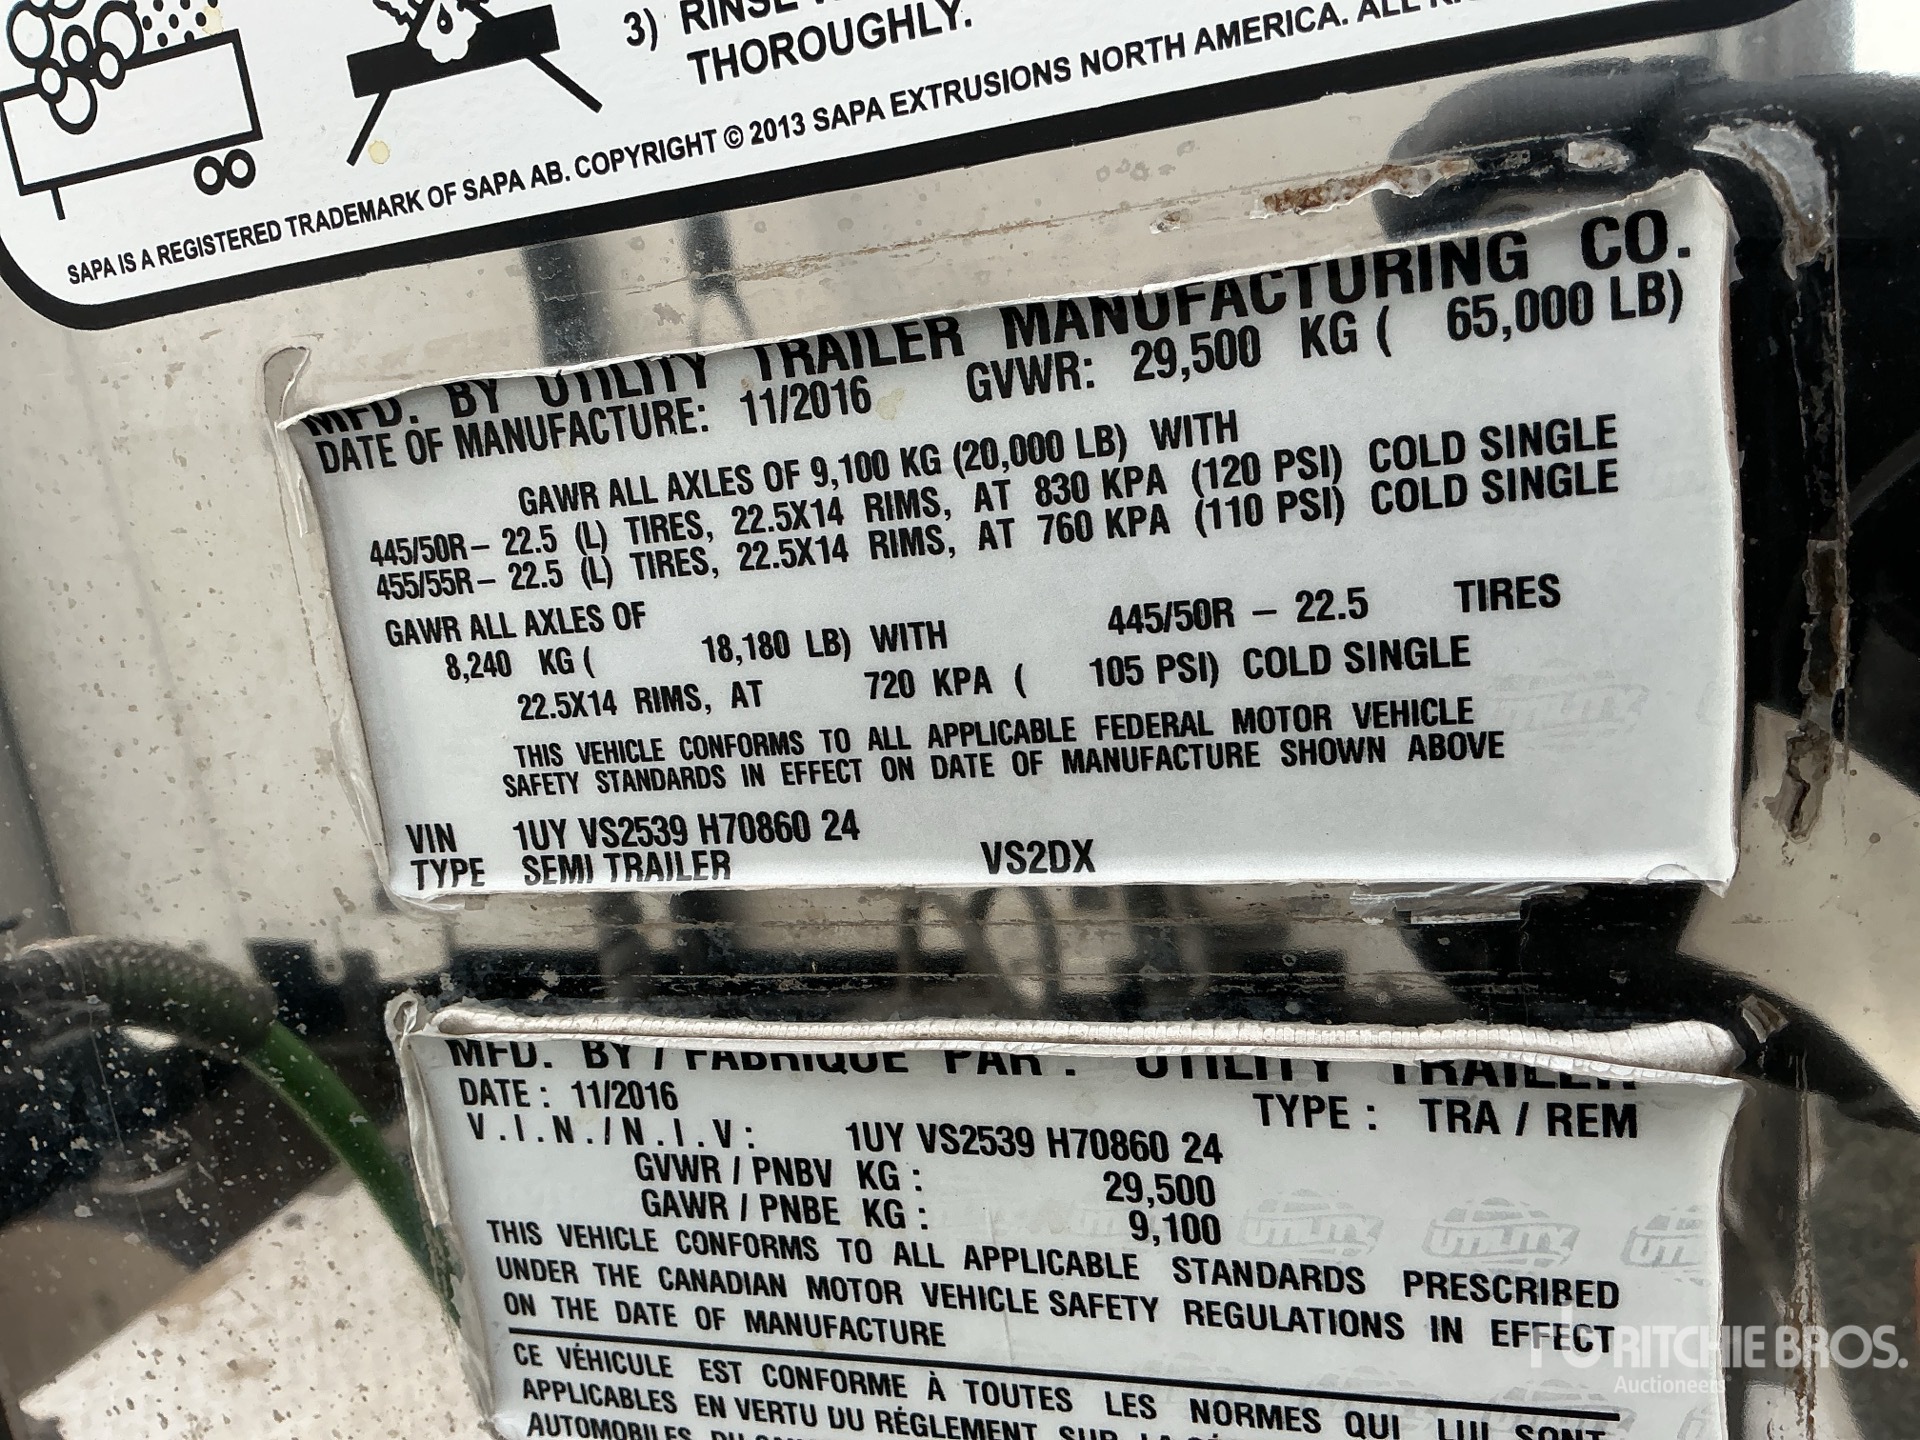 3) RINSE
THOROUGHLY.
SAPA IS A REGISTERED TRADEMARK OF SAPA AB. COPYRIGHT © 2013 SAPA EXTRUSIONS NORTH AMERICA. ALL
MFD. BY UTILITY TRAILER MANUFACTURING CO.
DATE OF MANUFACTURE: 11/2016 GVWR: 29,500 KG ( 65,000 LB)
GAWR ALL AXLES OF 9,100 KG (20,000 LB) WITH
445/50R– 22.5 (L) TIRES, 22.5X14 RIMS, AT 830 KPA (120 PSI) COLD SINGLE
455/55R– 22.5 (L) TIRES, 22.5X14 RIMS, AT 760 KPA (110 PSI) COLD SINGLE
GAWR ALL AXLES OF
8,240 KG ( 18,180 LB) WITH 445/50R – 22.5 TIRES
22.5X14 RIMS, AT 720 KPA ( 105 PSI) COLD SINGLE
THIS VEHICLE CONFORMS TO ALL APPLICABLE FEDERAL MOTOR VEHICLE
SAFETY STANDARDS IN EFFECT ON DATE OF MANUFACTURE SHOWN ABOVE
VIN 1UY VS2539 H70860 24
TYPE SEMI TRAILER VS2DX
MFD. BY / FABRIQUE PAR : UTILITY TRAILER
DATE : 11/2016 TYPE : TRA / REM
V.I.N./N.I.V: 1UY VS2539 H70860 24
GVWR / PNBV KG : 29,500
GAWR / PNBE KG : 9,100
THIS VEHICLE CONFORMS TO ALL APPLICABLE STANDARDS PRESCRIBED
UNDER THE CANADIAN MOTOR VEHICLE SAFETY REGULATIONS IN EFFECT
ON THE DATE OF MANUFACTURE
CE VÉHICULE EST CONFORME À TOUTES LES NORMES QUI LUI SONT
APPLICABLES EN VERTU DU RÉGLEMENT SUR LA
AUTOMOBILES DU
UTILITY UTILITY
RITCHIE BROS.
Auctioneers